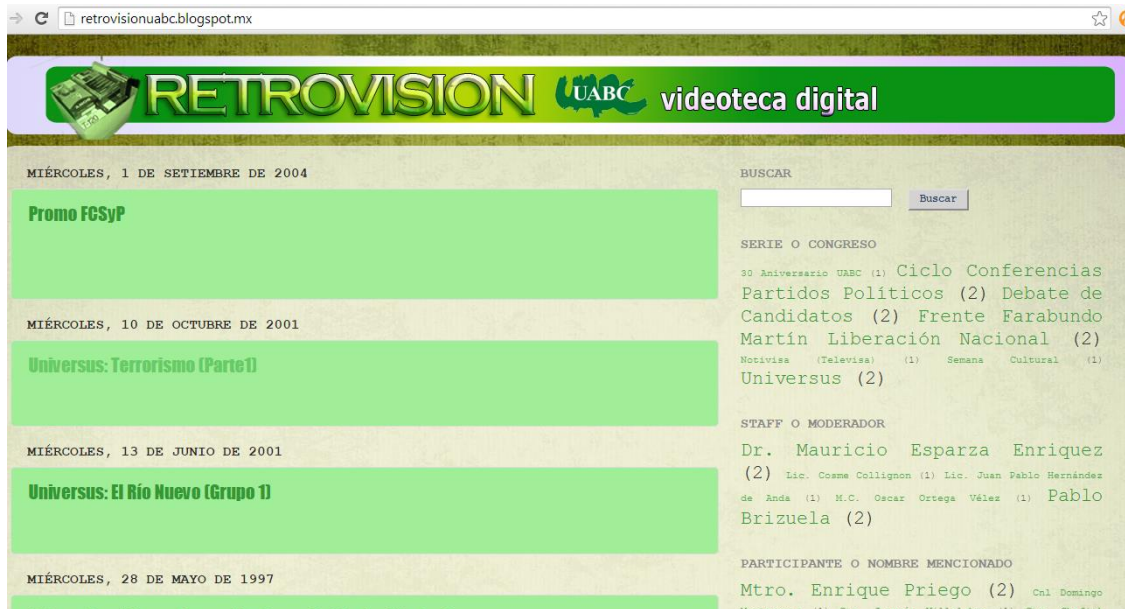 retrovisionuabc.blogspot.mx
RETROVISION UABC videoteca digital
T-120
MIÉRCOLES, 1 DE SETIEMBRE DE 2004
Promo FCSyP
MIÉRCOLES, 10 DE OCTUBRE DE 2001
Universus: Terrorismo (Parte1)
MIÉRCOLES, 13 DE JUNIO DE 2001
Universus: El Río Nuevo (Grupo 1)
MIÉRCOLES, 28 DE MAYO DE 1997
BUSCAR
Buscar
SERIE O CONGRESO
30 Aniversario UABC (1) Ciclo Conferencias
Partidos Políticos (2) Debate de
Candidatos (2) Frente Farabundo
Martín Liberación Nacional (2)
Notivisa (Televisa) (1) Semana Cultural (1)
Universus (2)
STAFF O MODERADOR
Dr. Mauricio Esparza Enriquez
(2) Lic. Cosme Collignon (1) Lic. Juan Pablo Hernández
de Anda (1) M.C. Oscar Ortega Vélez (1) Pablo
Brizuela (2)
PARTICIPANTE O NOMBRE MENCIONADO
Mtro. Enrique Priego (2) Cnl Domingo